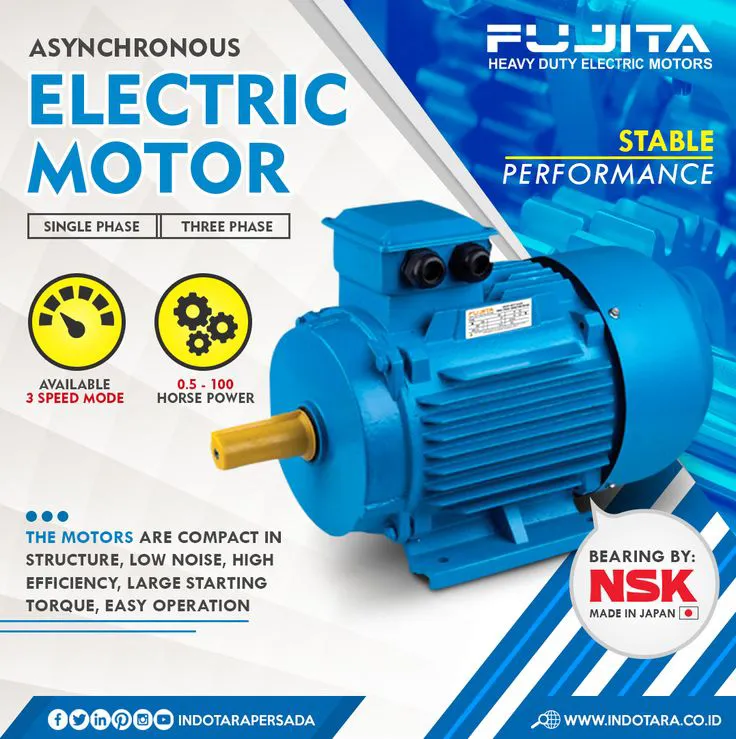 ASYNCHRONOUS
ELECTRIC
MOTOR
SINGLE PHASE
THREE PHASE
FUJITA
HEAVY DUTY ELECTRIC MOTORS
STABLE
PERFORMANCE
AVAILABLE
3 SPEED MODE
0.5 - 100
HORSE POWER
FUJITA
THE MOTORS ARE COMPACT IN
STRUCTURE, LOW NOISE, HIGH
EFFICIENCY, LARGE STARTING
TORQUE, EASY OPERATION
BEARING BY:
NSK
MADE IN JAPAN
INDOTARAPERSADA
WWW.INDOTARA.CO.ID